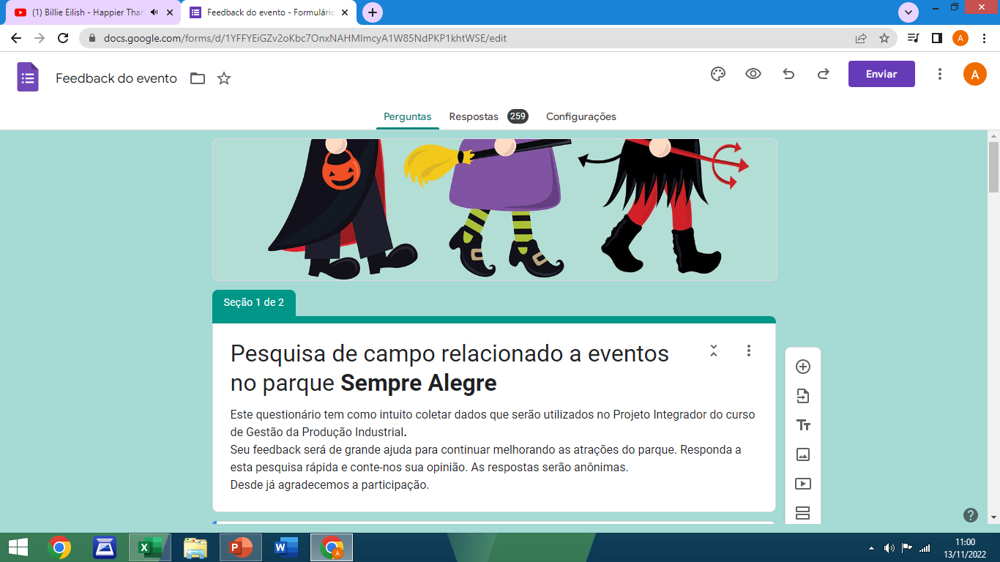 (1) Billie Eilish - Happier Than
Feedback do evento - Formulário
docs.google.com/forms/d/1YFFYEiGZv2oKbc7OnxNAHMImcyA1W85NdPKP1khtWSE/edit
A
Feedback do evento
Enviar
A
Perguntas
Respostas 259
Configurações
Seção 1 de 2
Pesquisa de campo relacionado a eventos
no parque Sempre Alegre
Este questionário tem como intuito coletar dados que serão utilizados no Projeto Integrador do curso
de Gestão da Produção Industrial.
Seu feedback será de grande ajuda para continuar melhorando as atrações do parque. Responda a
esta pesquisa rápida e conte-nos sua opinião. As respostas serão anônimas.
Desde já agradecemos a participação.
11:00
13/11/2022